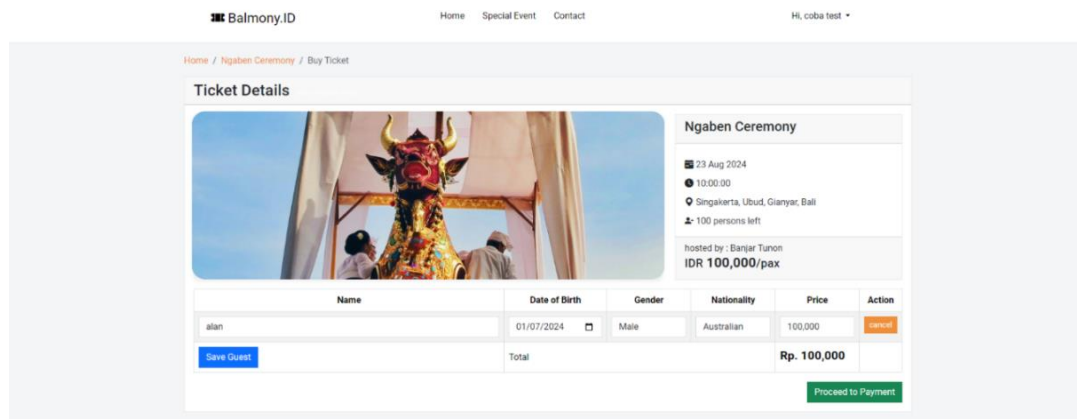 Balmony.ID Home Special Event Contact Hi, coba test
Home / Ngaben Ceremony / Buy Ticket
Ticket Details
Ngaben Ceremony
23 Aug 2024
10:00:00
Singakerta, Ubud, Gianyar, Bali
100 persons left
hosted by : Banjar Tunon
IDR 100,000/pax
Name Date of Birth Gender Nationality Price Action
alan 01/07/2024 Male Australian 100,000 cancel
Save Guest Total Rp. 100,000
Proceed to Payment